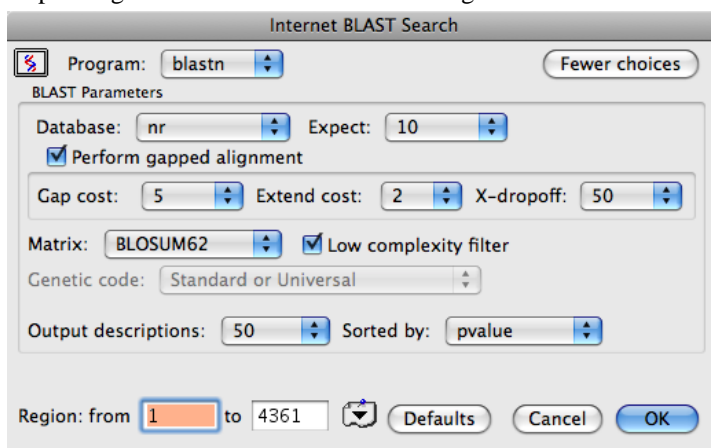 Internet BLAST Search
Program: blastn Fewer choices
BLAST Parameters
Database: nr Expect: 10
Perform gapped alignment
Gap cost: 5 Extend cost: 2 X-dropoff: 50
Matrix: BLOSUM62 Low complexity filter
Genetic code: Standard or Universal
Output descriptions: 50 Sorted by: pvalue
Region: from 1 to 4361 Defaults Cancel OK